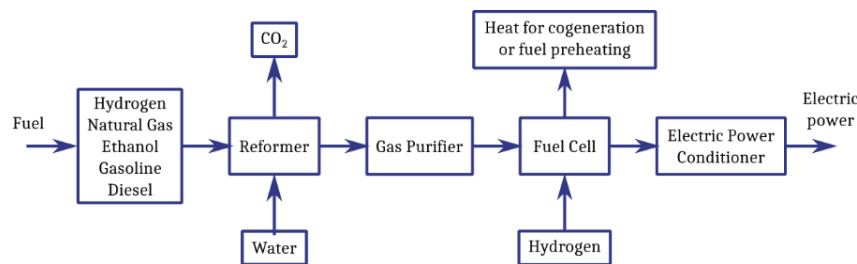 CO₂
Heat for cogeneration
or fuel preheating
Fuel
Hydrogen
Natural Gas
Ethanol
Gasoline
Diesel
Reformer
Gas Purifier
Fuel Cell
Electric Power
Conditioner
Electric
power
Water
Hydrogen